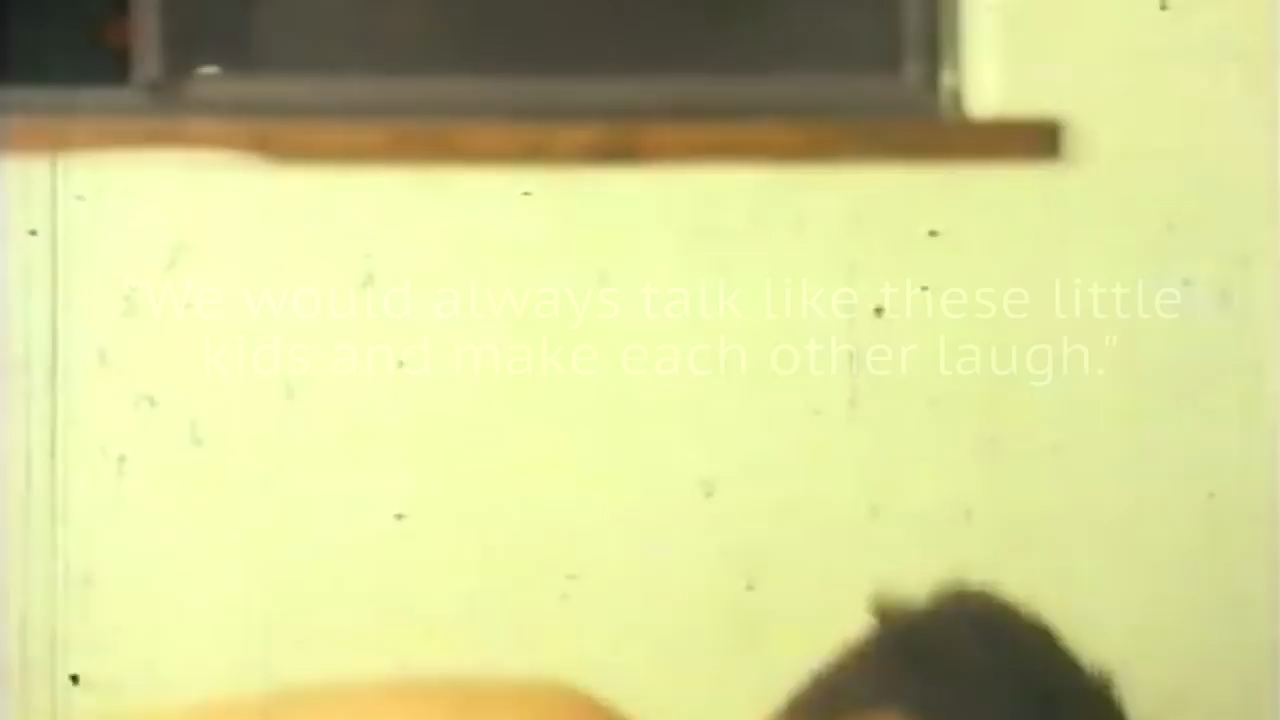 "We would always talk like these little
kids and make each other laugh."